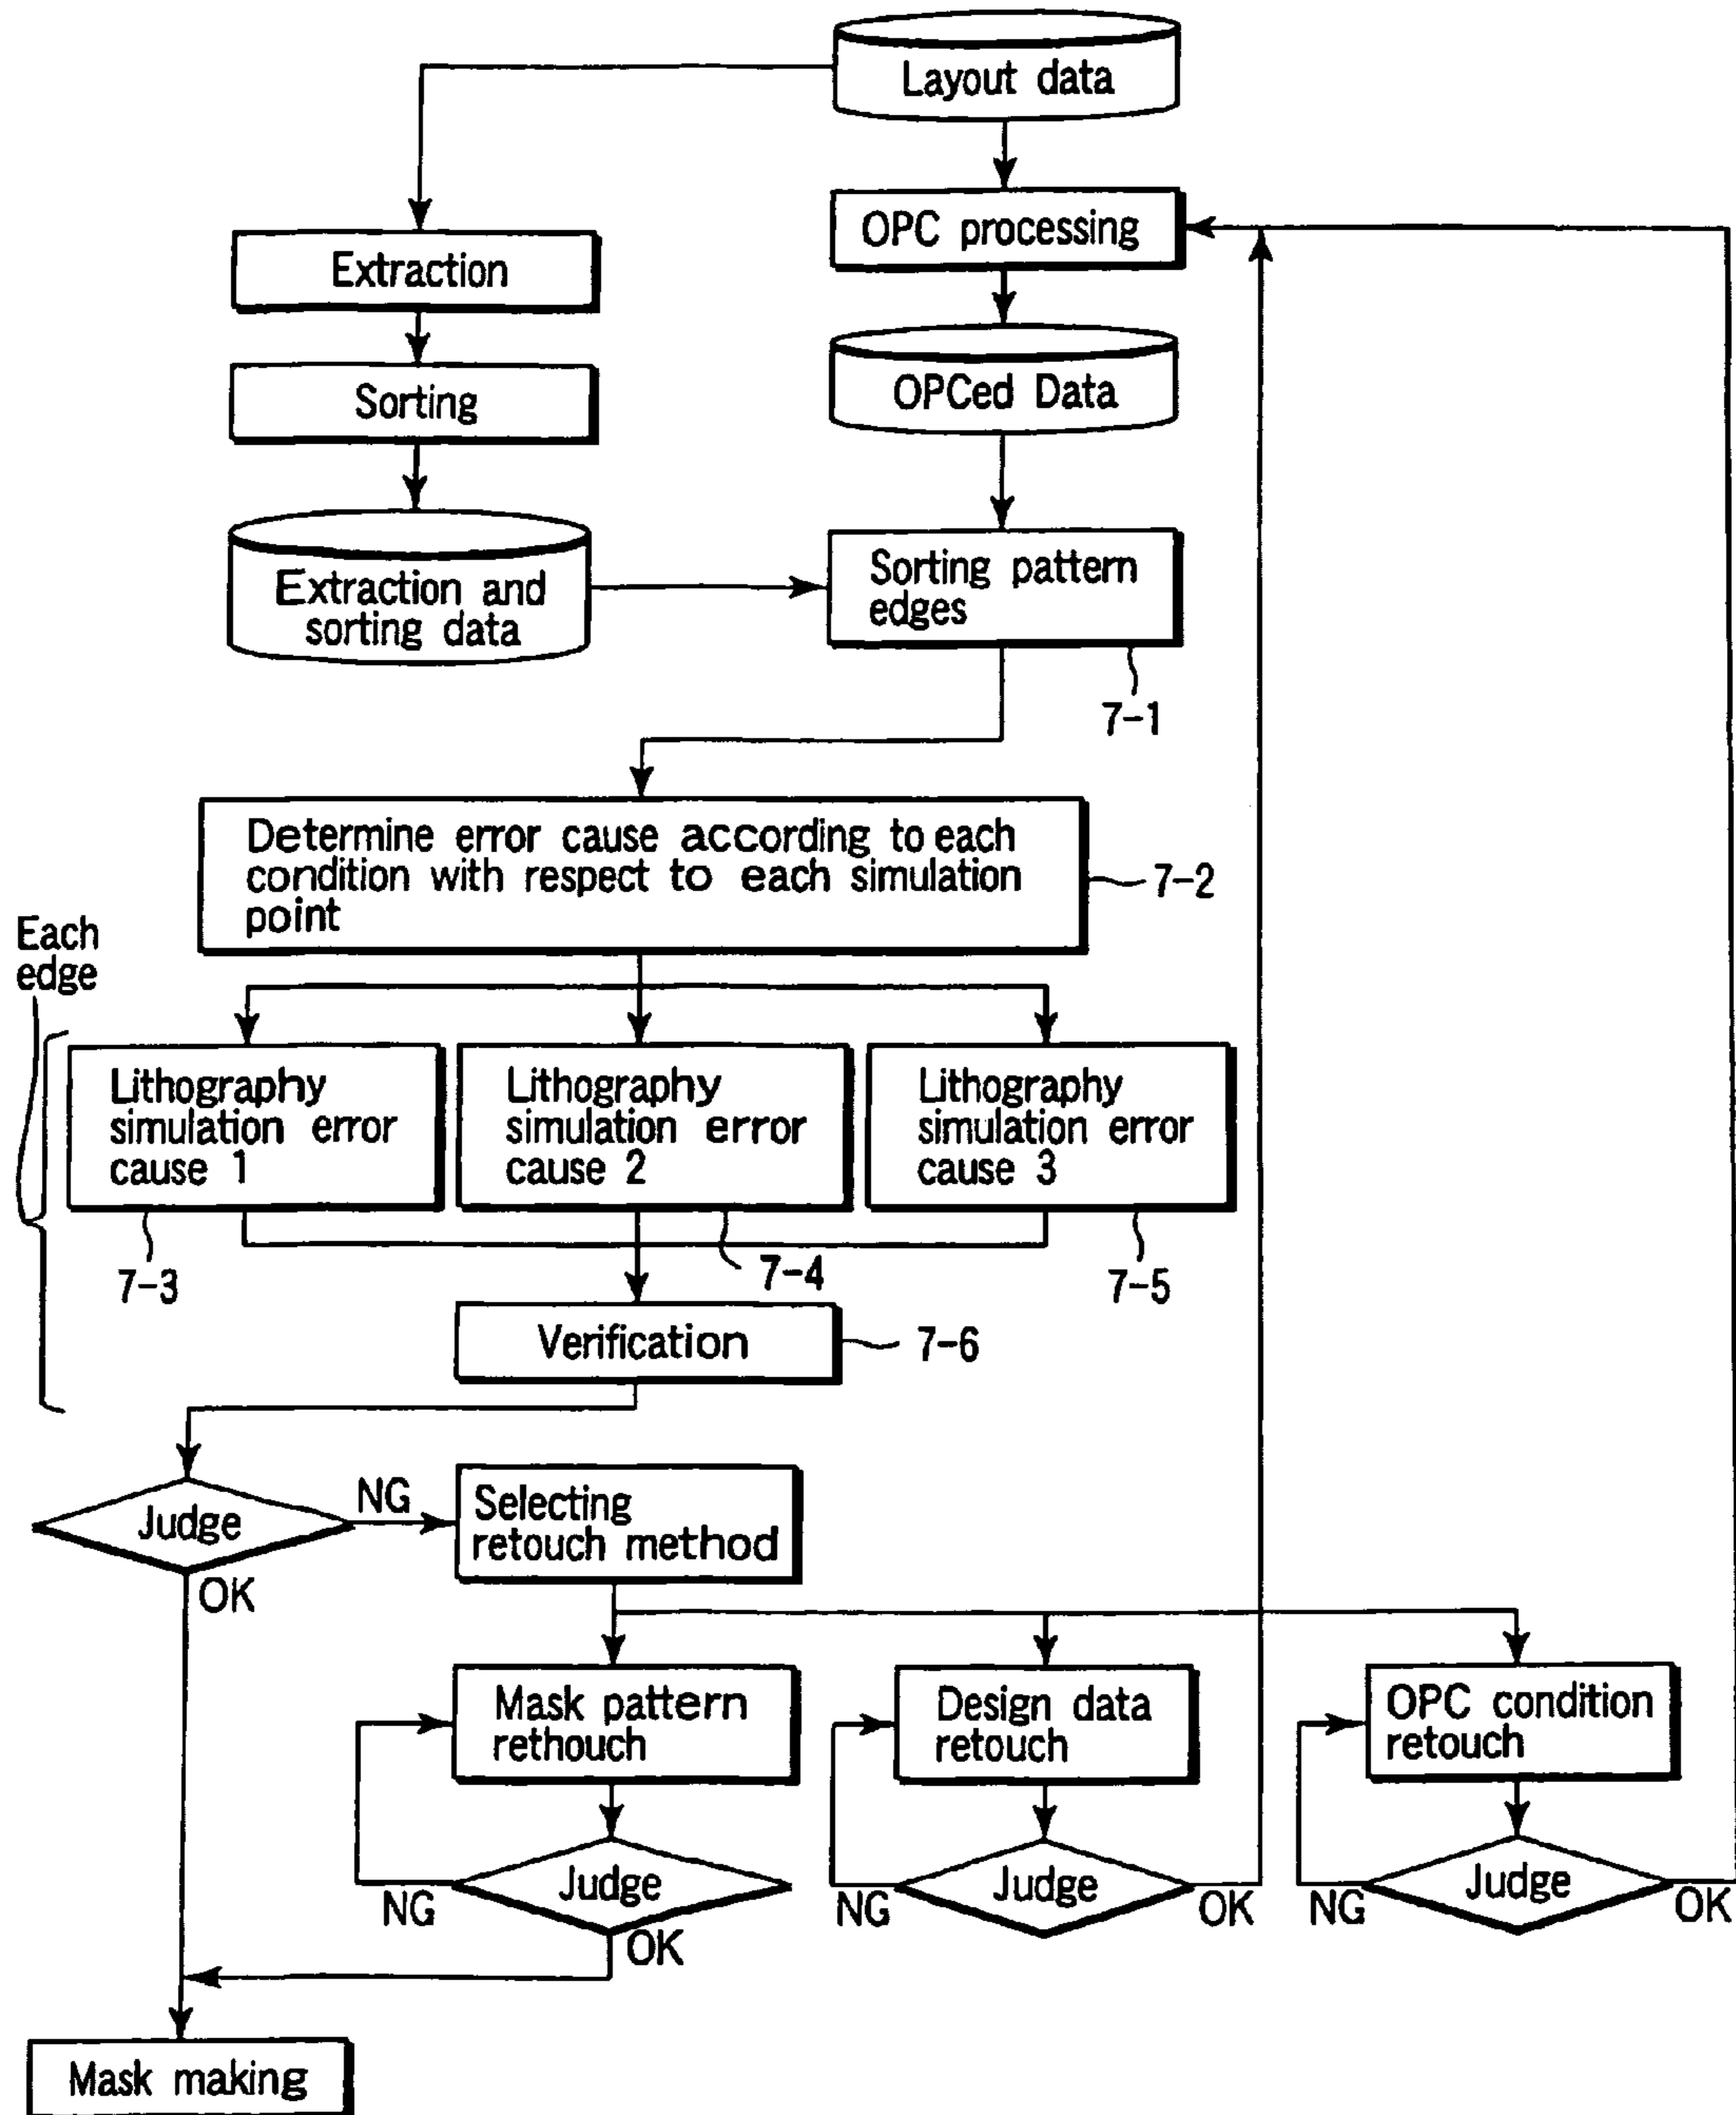 Layout data
OPC processing
Extraction
Sorting
OPCed Data
Extraction and
sorting data
Sorting pattern
edges
7-1
Determine error cause according to each
condition with respect to each simulation
point
7-2
Each
edge
Lithography
simulation error
cause 1
Lithography
simulation error
cause 2
Lithography
simulation error
cause 3
7-3
7-4
7-5
Verification
7-6
Judge
NG
OK
Selecting
retouch method
Mask pattern
rethouch
Design data
retouch
OPC condition
retouch
Judge
NG
OK
Judge
NG
OK
Judge
NG
OK
Mask making